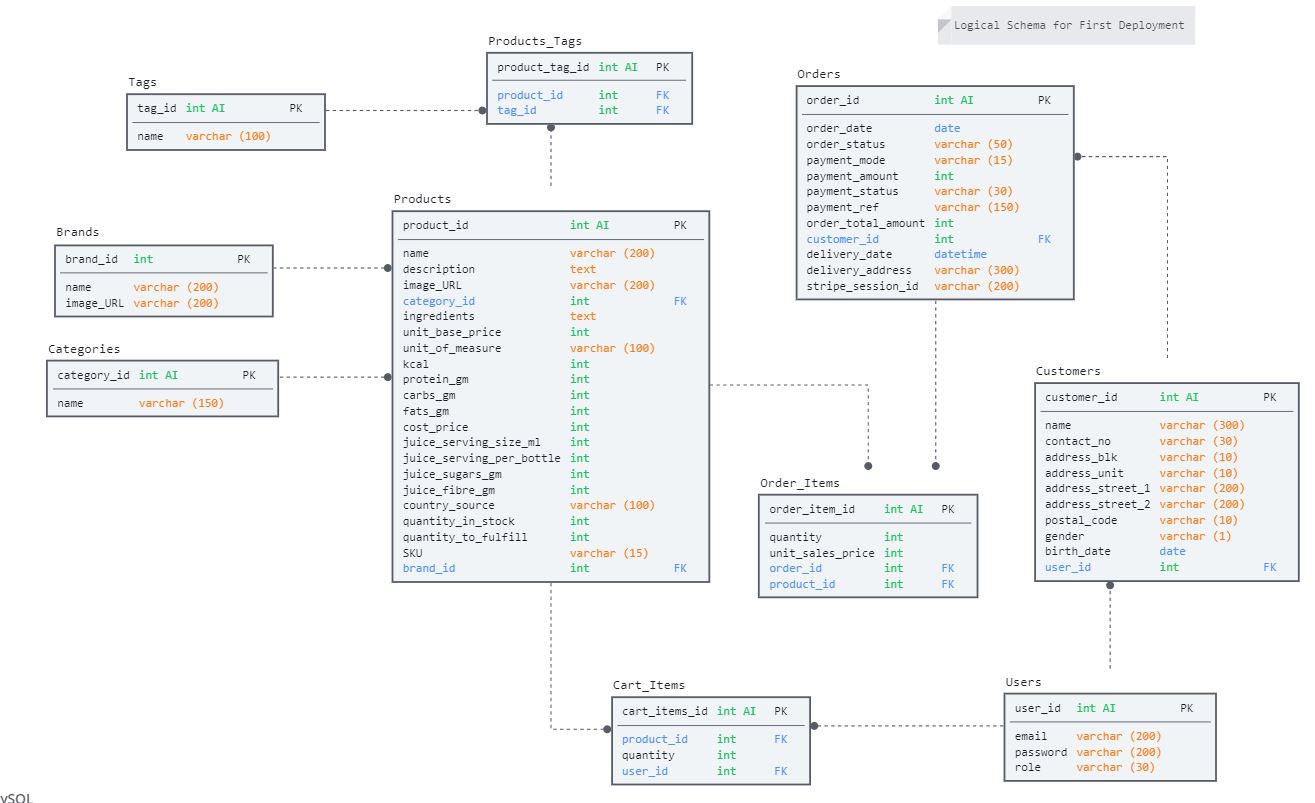 Logical Schema for First Deployment
Products_Tags
product_tag_id int AI PK
product_id int FK
tag_id int FK
Tags
tag_id int AI PK
name varchar (100)
Orders
order_id int AI PK
order_date date
order_status varchar (50)
payment_mode varchar (15)
payment_amount int
payment_status varchar (30)
payment_ref varchar (150)
order_total_amount int
customer_id int FK
delivery_date datetime
delivery_address varchar (300)
stripe_session_id varchar (200)
Products
product_id int AI PK
name varchar (200)
description text
image_URL varchar (200)
category_id int FK
ingredients text
unit_base_price int
unit_of_measure varchar (100)
kcal int
protein_gm int
carbs_gm int
fats_gm int
cost_price int
juice_serving_size_ml int
juice_serving_per_bottle int
juice_sugars_gm int
juice_fibre_gm int
country_source varchar (100)
quantity_in_stock int
quantity_to_fulfill int
SKU varchar (15)
brand_id int FK
Brands
brand_id int PK
name varchar (200)
image_URL varchar (200)
Categories
category_id int AI PK
name varchar (150)
Customers
customer_id int AI PK
name varchar (300)
contact_no varchar (30)
address_blk varchar (10)
address_unit varchar (10)
address_street_1 varchar (200)
address_street_2 varchar (200)
postal_code varchar (10)
gender varchar (1)
birth_date date
user_id int FK
Order_Items
order_item_id int AI PK
quantity int
unit_sales_price int
order_id int FK
product_id int FK
Cart_Items
cart_items_id int AI PK
product_id int FK
quantity int
user_id int FK
Users
user_id int AI PK
email varchar (200)
password varchar (200)
role varchar (30)
ySQL